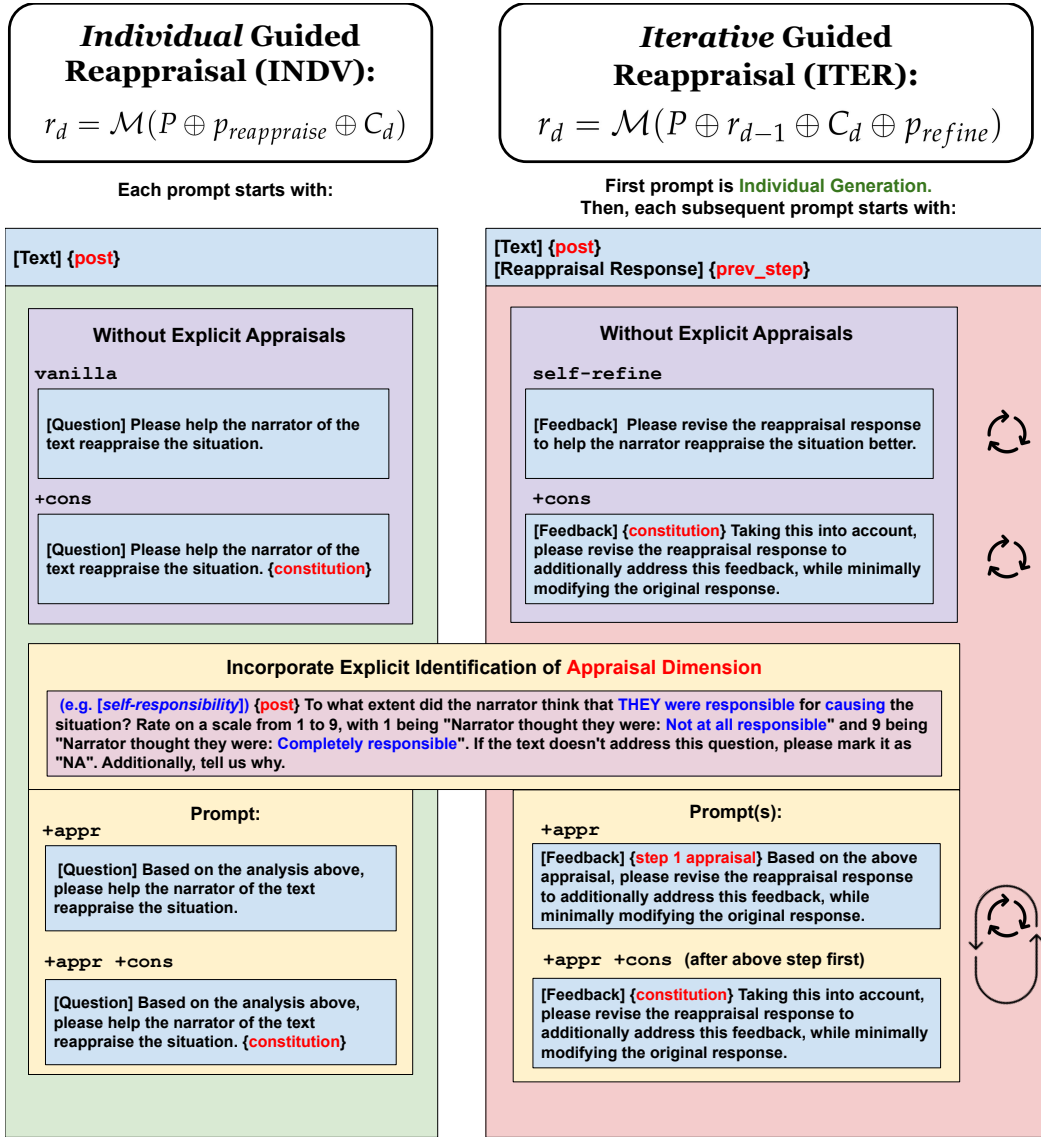 Individual Guided
Reappraisal (INDV):
r_d = M(P ⊕ p_reappraise ⊕ C_d)
Each prompt starts with:
[Text] {post}
Without Explicit Appraisals
vanilla
[Question] Please help the narrator of the
text reappraise the situation.
+cons
[Question] Please help the narrator of the
text reappraise the situation. {constitution}
Iterative Guided
Reappraisal (ITER):
r_d = M(P ⊕ r_{d-1} ⊕ C_d ⊕ p_refine)
First prompt is Individual Generation.
Then, each subsequent prompt starts with:
[Text] {post}
[Reappraisal Response] {prev_step}
Without Explicit Appraisals
self-refine
[Feedback] Please revise the reappraisal response
to help the narrator reappraise the situation better.
+cons
[Feedback] {constitution} Taking this into account,
please revise the reappraisal response to
additionally address this feedback, while minimally
modifying the original response.
Incorporate Explicit Identification of Appraisal Dimension
(e.g. [self-responsibility]) {post} To what extent did the narrator think that THEY were responsible for causing the
situation? Rate on a scale from 1 to 9, with 1 being "Narrator thought they were: Not at all responsible" and 9 being
"Narrator thought they were: Completely responsible". If the text doesn't address this question, please mark it as
"NA". Additionally, tell us why.
Prompt:
+appr
[Question] Based on the analysis above,
please help the narrator of the text
reappraise the situation.
+appr +cons
[Question] Based on the analysis above,
please help the narrator of the text
reappraise the situation. {constitution}
Prompt(s):
+appr
[Feedback] {step 1 appraisal} Based on the above
appraisal, please revise the reappraisal response
to additionally address this feedback, while
minimally modifying the original response.
+appr +cons (after above step first)
[Feedback] {constitution} Taking this into account,
please revise the reappraisal response to
additionally address this feedback, while minimally
modifying the original response.